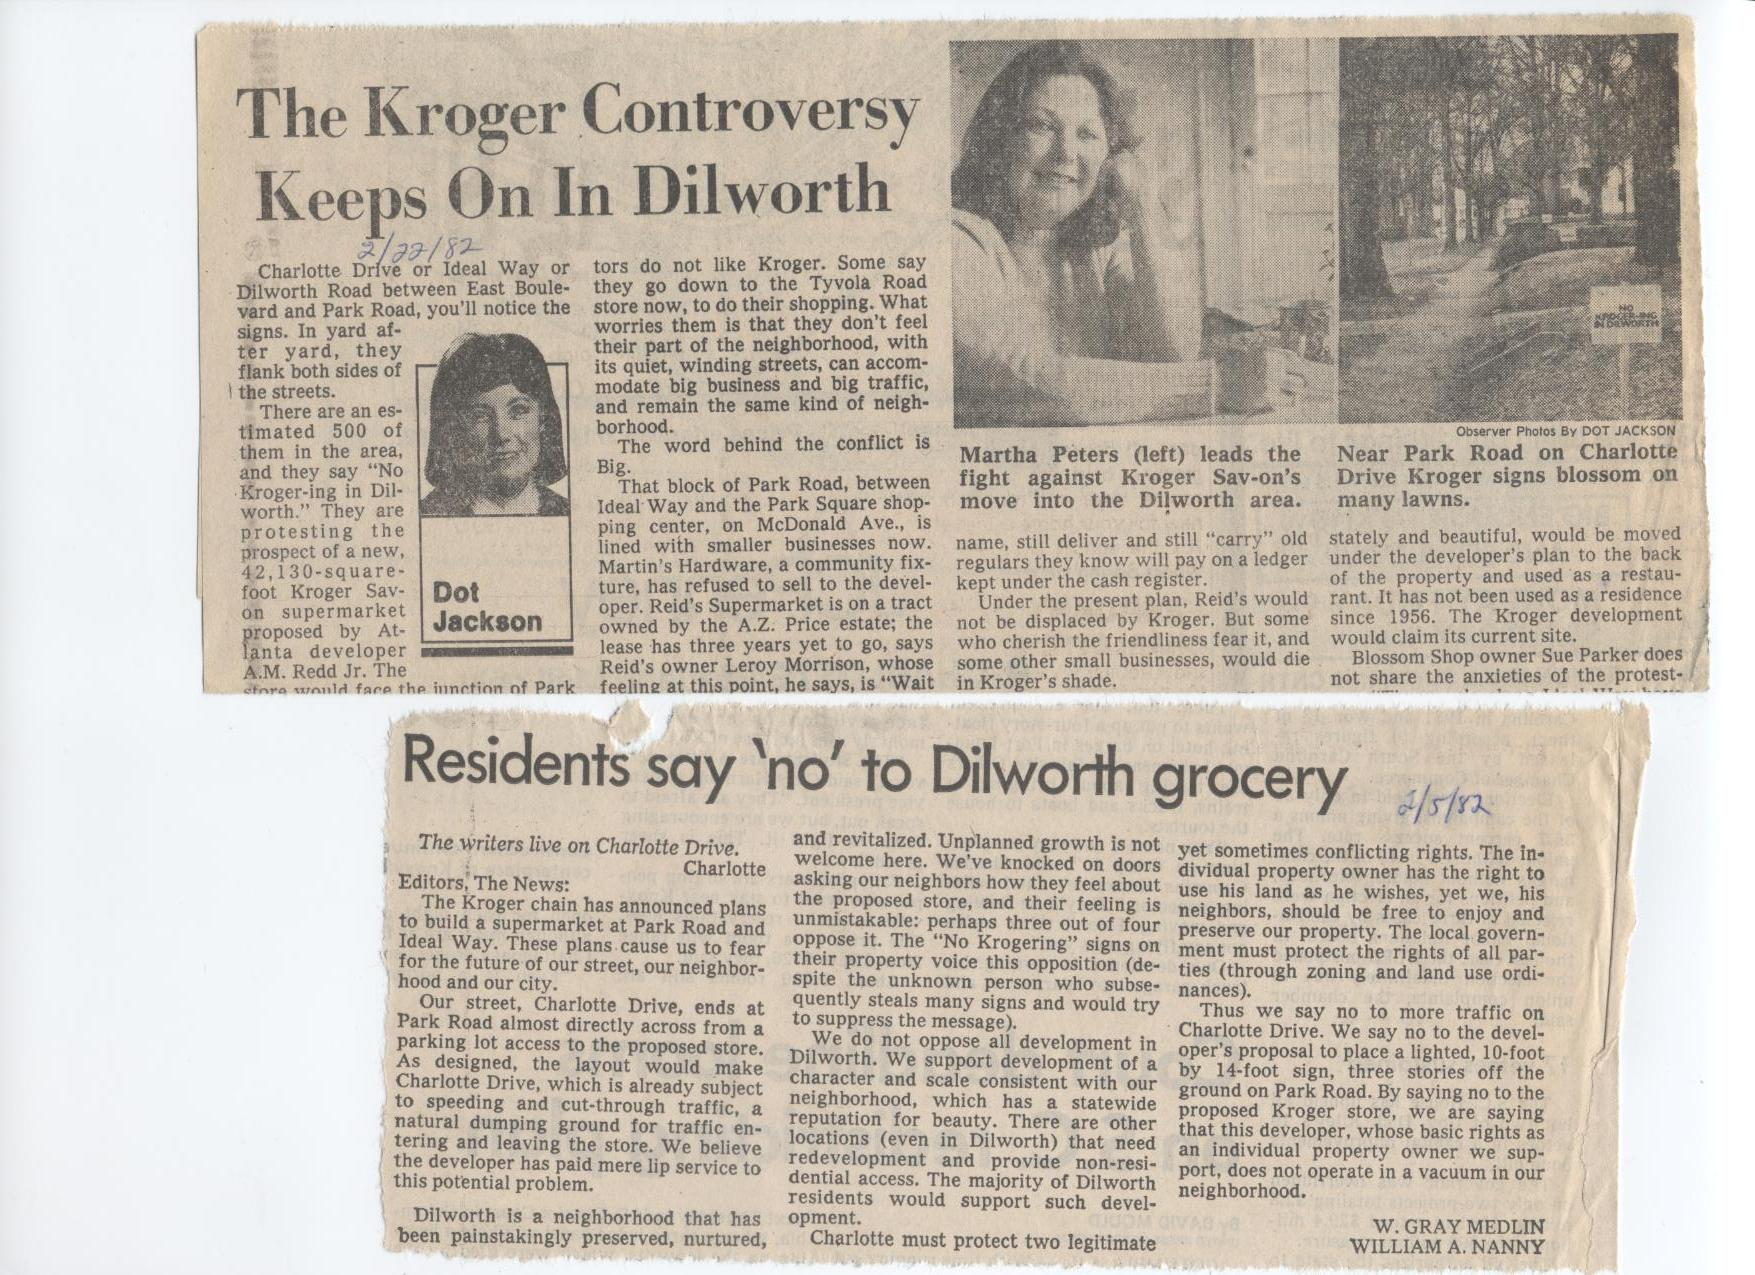 The Kroger Controversy
Keeps On In Dilworth
2/22/82
Charlotte Drive or Ideal Way or
Dilworth Road between East Boule-
vard and Park Road, you'll notice the
signs. In yard af-
ter yard, they
flank both sides of
the streets.
There are an es-
timated 500 of
them in the area,
and they say “No
Kroger-ing in Dil-
worth.” They are
protesting the
prospect of a new,
42,130-square-
foot Kroger Sav-
on supermarket
proposed by At-
lanta developer
A.M. Redd Jr. The
store would face the junction of Park
Dot
Jackson
tors do not like Kroger. Some say
they go down to the Tyvola Road
store now, to do their shopping. What
worries them is that they don't feel
their part of the neighborhood, with
its quiet, winding streets, can accom-
modate big business and big traffic,
and remain the same kind of neigh-
borhood.
The word behind the conflict is
Big.
That block of Park Road, between
Ideal Way and the Park Square shop-
ping center, on McDonald Ave., is
lined with smaller businesses now.
Martin's Hardware, a community fix-
ture, has refused to sell to the devel-
oper. Reid's Supermarket is on a tract
owned by the A.Z. Price estate; the
lease has three years yet to go, says
Reid's owner Leroy Morrison, whose
feeling at this point, he says, is “Wait
NO
KROGER-ING
IN DILWORTH
Observer Photos By DOT JACKSON
Martha Peters (left) leads the
fight against Kroger Sav-on's
move into the Dilworth area.
Near Park Road on Charlotte
Drive Kroger signs blossom on
many lawns.
name, still deliver and still “carry” old
regulars they know will pay on a ledger
kept under the cash register.
Under the present plan, Reid's would
not be displaced by Kroger. But some
who cherish the friendliness fear it, and
some other small businesses, would die
in Kroger's shade.
stately and beautiful, would be moved
under the developer's plan to the back
of the property and used as a restau-
rant. It has not been used as a residence
since 1956. The Kroger development
would claim its current site.
Blossom Shop owner Sue Parker does
not share the anxieties of the protest-
Residents say 'no' to Dilworth grocery
2/5/82
The writers live on Charlotte Drive.
Charlotte
Editors, The News:
The Kroger chain has announced plans
to build a supermarket at Park Road and
Ideal Way. These plans cause us to fear
for the future of our street, our neighbor-
hood and our city.
Our street, Charlotte Drive, ends at
Park Road almost directly across from a
parking lot access to the proposed store.
As designed, the layout would make
Charlotte Drive, which is already subject
to speeding and cut-through traffic, a
natural dumping ground for traffic en-
tering and leaving the store. We believe
the developer has paid mere lip service to
this potential problem.
Dilworth is a neighborhood that has
been painstakingly preserved, nurtured,
and revitalized. Unplanned growth is not
welcome here. We've knocked on doors
asking our neighbors how they feel about
the proposed store, and their feeling is
unmistakable: perhaps three out of four
oppose it. The “No Krogering” signs on
their property voice this opposition (de-
spite the unknown person who subse-
quently steals many signs and would try
to suppress the message).
We do not oppose all development in
Dilworth. We support development of a
character and scale consistent with our
neighborhood, which has a statewide
reputation for beauty. There are other
locations (even in Dilworth) that need
redevelopment and provide non-resi-
dential access. The majority of Dilworth
residents would support such devel-
opment.
Charlotte must protect two legitimate
yet sometimes conflicting rights. The in-
dividual property owner has the right to
use his land as he wishes, yet we, his
neighbors, should be free to enjoy and
preserve our property. The local govern-
ment must protect the rights of all par-
ties (through zoning and land use ordi-
nances).
Thus we say no to more traffic on
Charlotte Drive. We say no to the devel-
oper's proposal to place a lighted, 10-foot
by 14-foot sign, three stories off the
ground on Park Road. By saying no to the
proposed Kroger store, we are saying
that this developer, whose basic rights as
an individual property owner we sup-
port, does not operate in a vacuum in our
neighborhood.
W. GRAY MEDLIN
WILLIAM A. NANNY